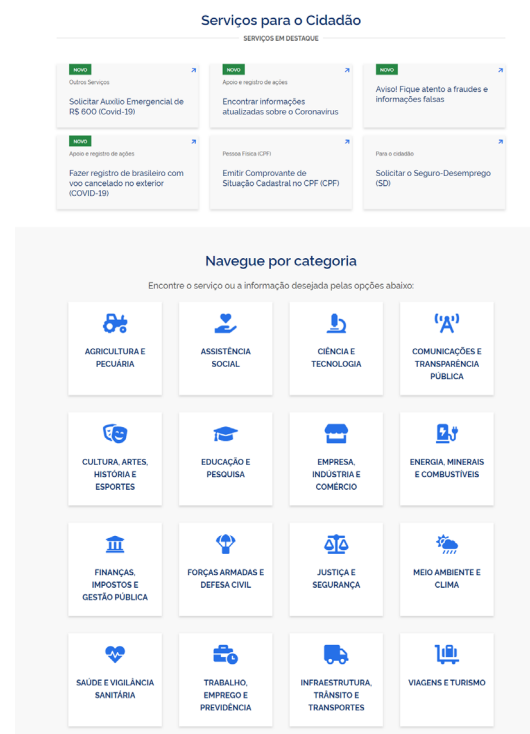 Serviços para o Cidadão
SERVIÇOS EM DESTAQUE
NOVO
Outros Serviços
Solicitar Auxílio Emergencial de
R$ 600 (Covid-19)
NOVO
Apoio e registro de ações
Encontrar informações
atualizadas sobre o Coronavírus
NOVO
Aviso! Fique atento a fraudes e
informações falsas
NOVO
Apoio e registro de ações
Fazer registro de brasileiro com
voo cancelado no exterior
(COVID-19)
Pessoa Física (CPF)
Emitir Comprovante de
Situação Cadastral no CPF (CPF)
Para o cidadão
Solicitar o Seguro-Desemprego
(SD)
Navegue por categoria
Encontre o serviço ou a informação desejada pelas opções abaixo:
AGRICULTURA E
PECUÁRIA
ASSISTÊNCIA
SOCIAL
CIÊNCIA E
TECNOLOGIA
COMUNICAÇÕES E
TRANSPARÊNCIA
PÚBLICA
CULTURA, ARTES,
HISTÓRIA E
ESPORTES
EDUCAÇÃO E
PESQUISA
EMPRESA,
INDÚSTRIA E
COMÉRCIO
ENERGIA, MINERAIS
E COMBUSTÍVEIS
FINANÇAS,
IMPOSTOS E
GESTÃO PÚBLICA
FORÇAS ARMADAS E
DEFESA CIVIL
JUSTIÇA E
SEGURANÇA
MEIO AMBIENTE E
CLIMA
SAÚDE E VIGILÂNCIA
SANITÁRIA
TRABALHO,
EMPREGO E
PREVIDÊNCIA
INFRAESTRUTURA,
TRÂNSITO E
TRANSPORTES
VIAGENS E TURISMO